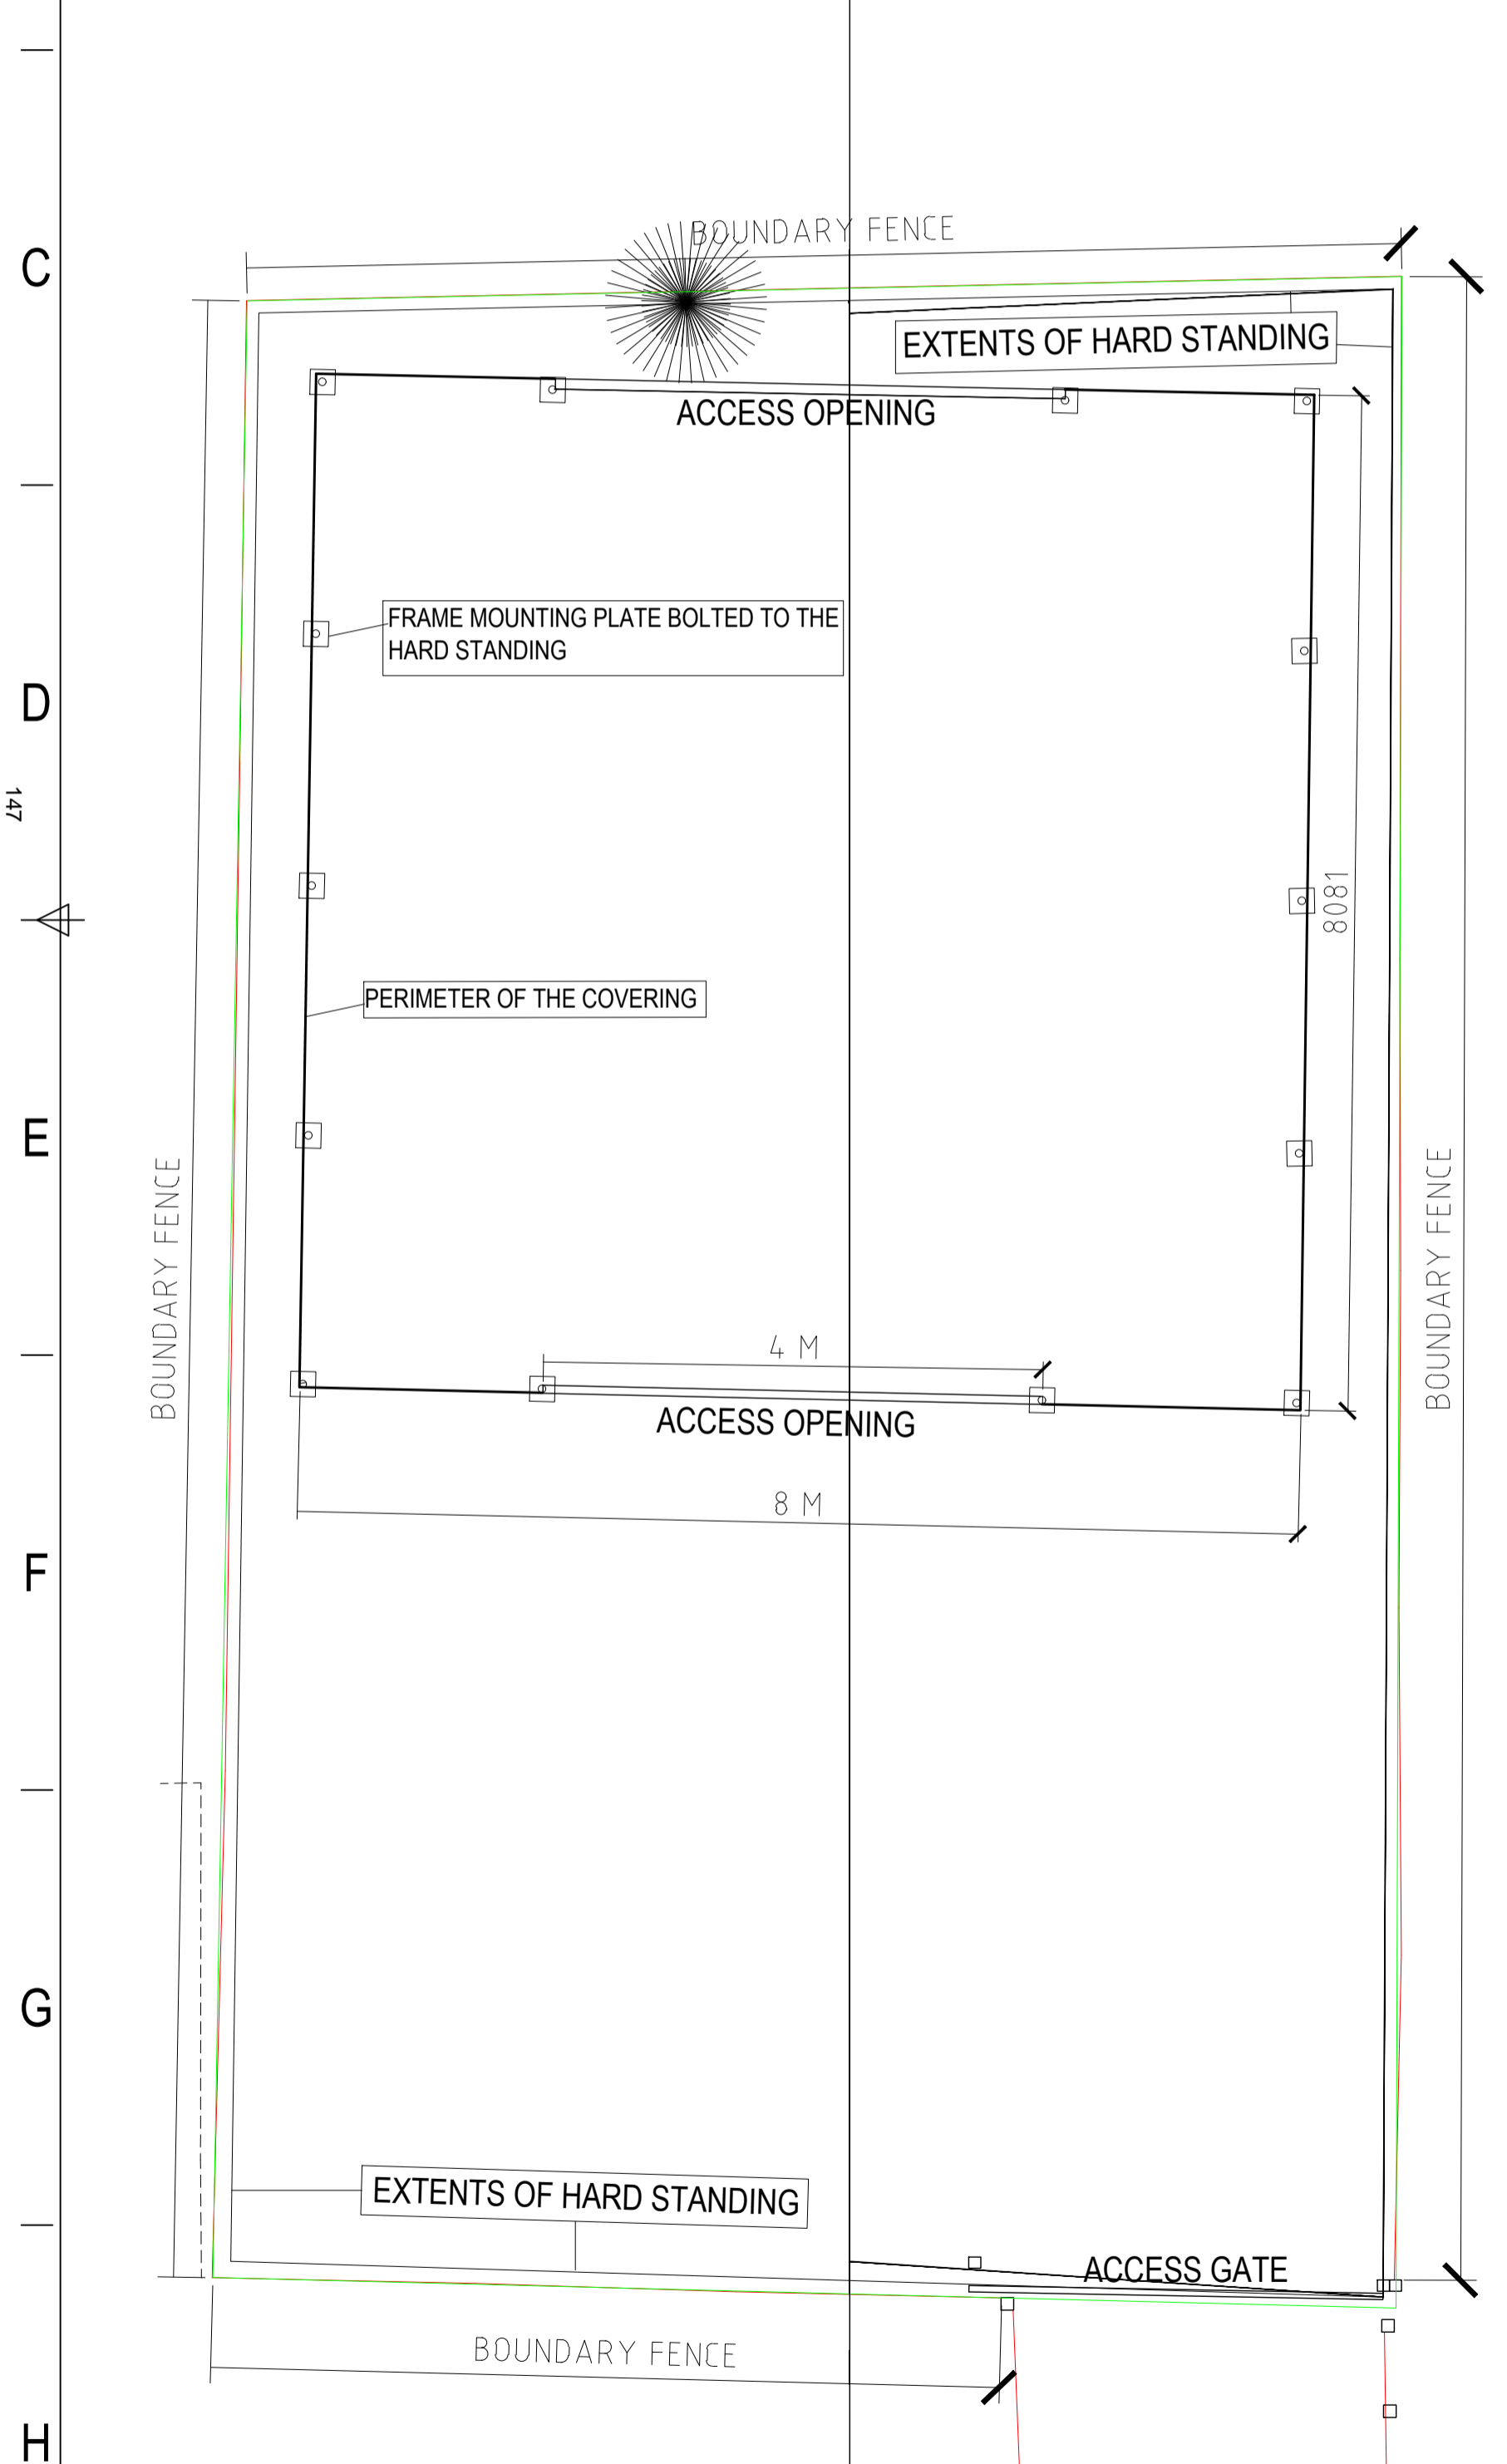 BOUNDARY FENCE
C
EXTENTS OF HARD STANDING
ACCESS OPENING
FRAME MOUNTING PLATE BOLTED TO THE
HARD STANDING
D
147
8081
PERIMETER OF THE COVERING
E
BOUNDARY FENCE
BOUNDARY FENCE
4 M
ACCESS OPENING
8 M
F
G
EXTENTS OF HARD STANDING
ACCESS GATE
BOUNDARY FENCE
H